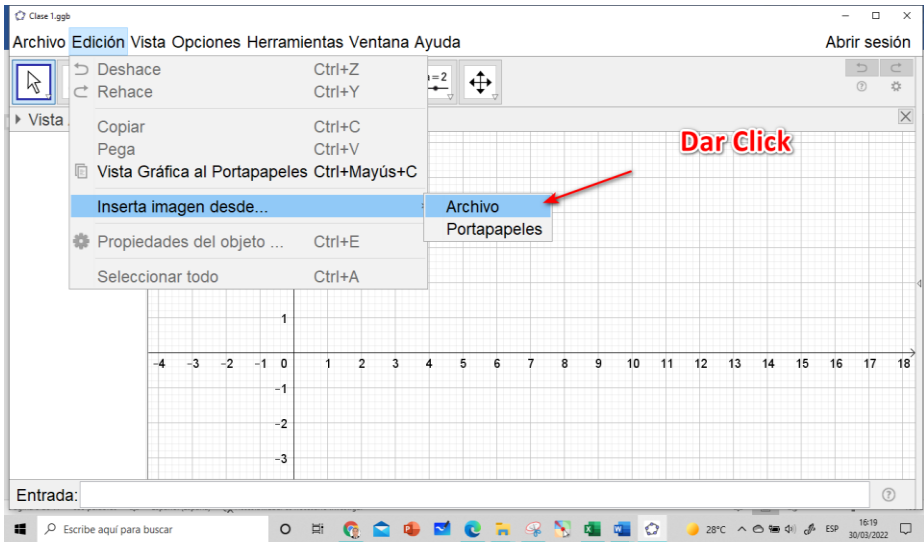 Clase 1.ggb
Archivo Edición Vista Opciones Herramientas Ventana Ayuda Abrir sesión
Deshace Ctrl+Z
Rehace Ctrl+Y
Copiar Ctrl+C
Pega Ctrl+V
Vista Gráfica al Portapapeles Ctrl+Mayús+C
Inserta imagen desde...
Archivo
Portapapeles
Propiedades del objeto ... Ctrl+E
Seleccionar todo Ctrl+A
=2
Vista
Dar Click
1
-4 -3 -2 -1 0 1 2 3 4 5 6 7 8 9 10 11 12 13 14 15 16 17 18
-1
-2
-3
Entrada:
Escribe aquí para buscar
28°C ESP 16:19
30/03/2022